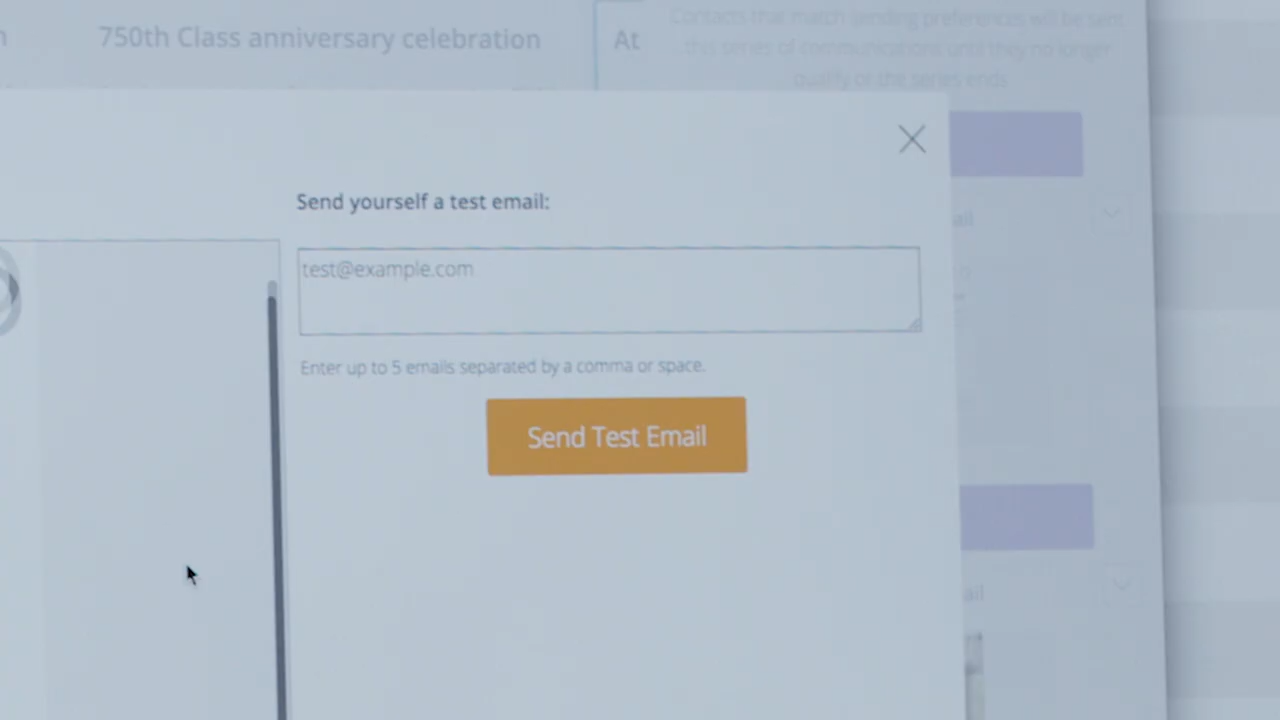 750th Class anniversary celebration
At
Contacts that match sending preferences will be sent
this series of communications until they no longer
qualify or the series ends
Send yourself a test email:
test@example.com
Enter up to 5 emails separated by a comma or space.
Send Test Email